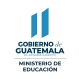 GOBIERNO de
GUATEMALA
MINISTERIO DE
EDUCACIÓN